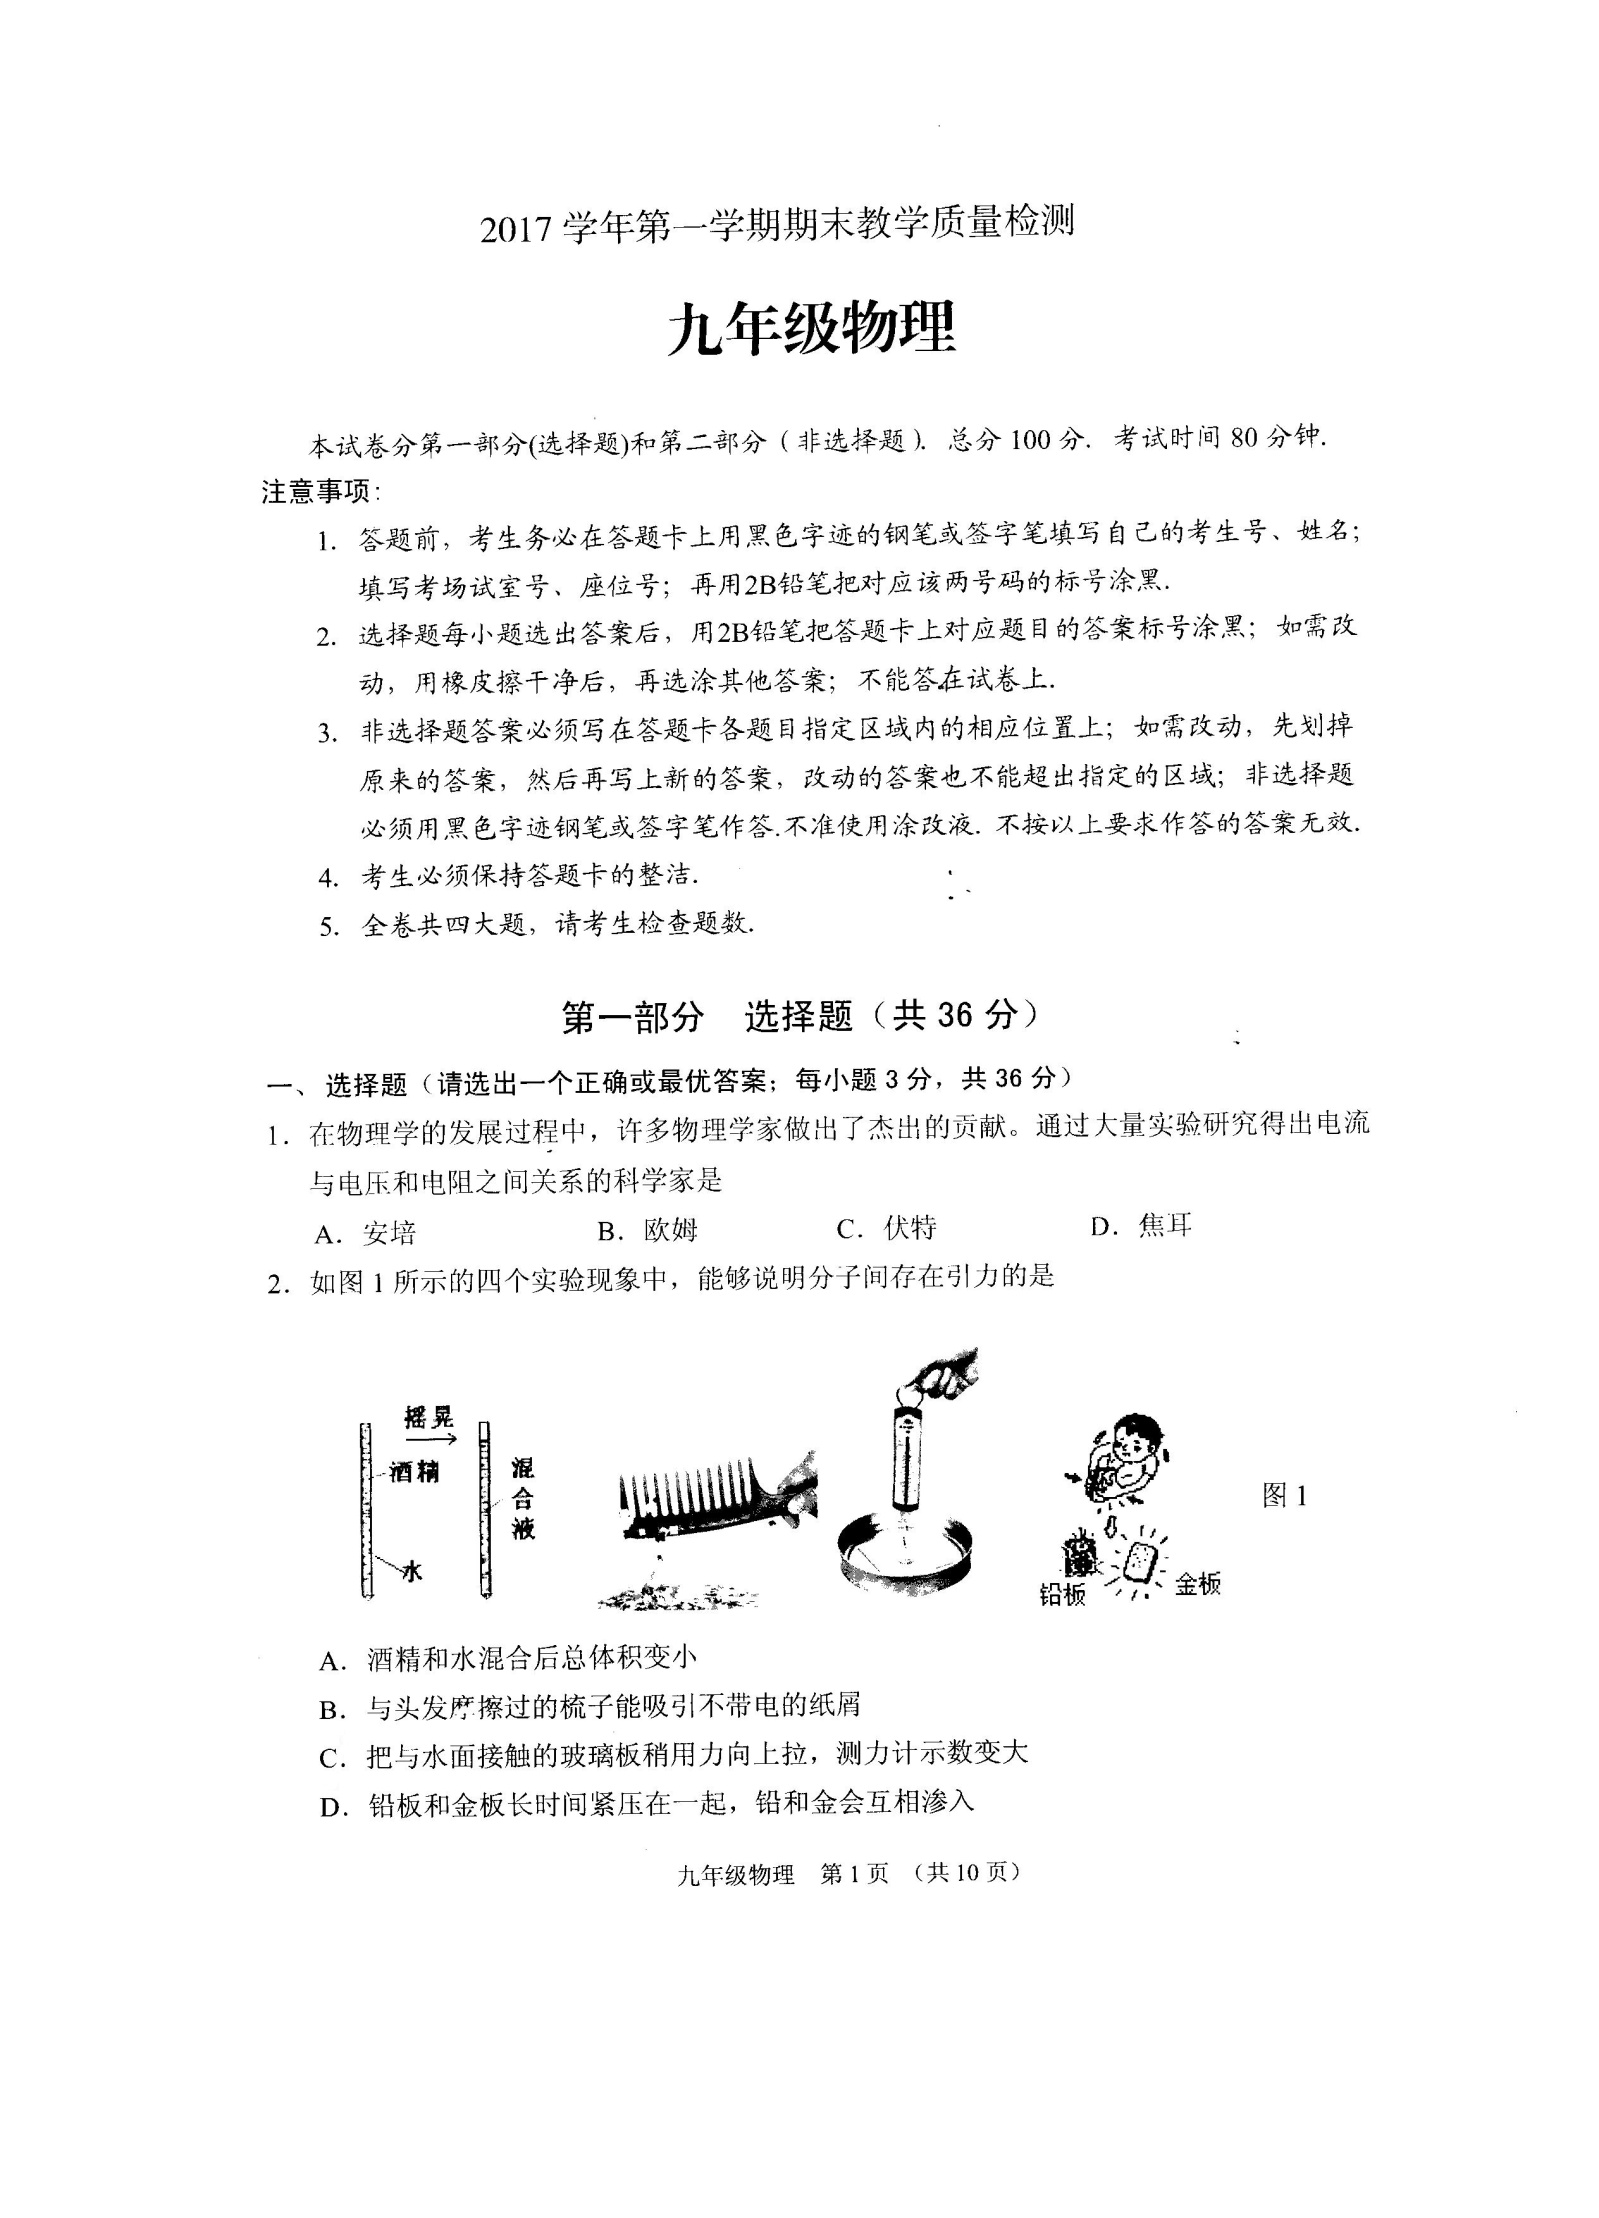 2017 学年第一学期期末教学质量检测
九年级物理
本试卷分第一部分(选择题)和第二部分（非选择题）. 总分 100 分. 考试时间 80 分钟.
注意事项：
1. 答题前，考生务必在答题卡上用黑色字迹的钢笔或签字笔填写自己的考生号、姓名；
填写考场试室号、座位号；再用2B铅笔把对应该两号码的标号涂黑.
2. 选择题每小题选出答案后，用2B铅笔把答题卡上对应题目的答案标号涂黑；如需改
动，用橡皮擦干净后，再选涂其他答案；不能答在试卷上.
3. 非选择题答案必须写在答题卡各题目指定区域内的相应位置上；如需改动，先划掉
原来的答案，然后再写上新的答案，改动的答案也不能超出指定的区域；非选择题
必须用黑色字迹钢笔或签字笔作答.不准使用涂改液. 不按以上要求作答的答案无效.
4. 考生必须保持答题卡的整洁.
5. 全卷共四大题，请考生检查题数.
第一部分 选择题（共 36 分）
一、 选择题（请选出一个正确或最优答案；每小题 3 分，共 36 分）
1. 在物理学的发展过程中，许多物理学家做出了杰出的贡献。通过大量实验研究得出电流
与电压和电阻之间关系的科学家是
A. 安培 B. 欧姆 C. 伏特 D. 焦耳
2. 如图 1 所示的四个实验现象中，能够说明分子间存在引力的是
摇晃
酒精
水
混合液
铅板
金板
图 1
A. 酒精和水混合后总体积变小
B. 与头发摩擦过的梳子能吸引不带电的纸屑
C. 把与水面接触的玻璃板稍用力向上拉，测力计示数变大
D. 铅板和金板长时间紧压在一起，铅和金会互相渗入
九年级物理 第 1 页 （共 10 页）